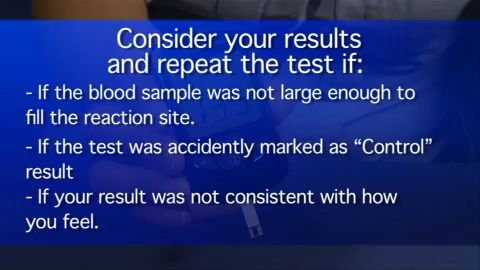 Consider your results
and repeat the test if:
- If the blood sample was not large enough to
fill the reaction site.
- If the test was accidently marked as “Control”
result
- If your result was not consistent with how
you feel.